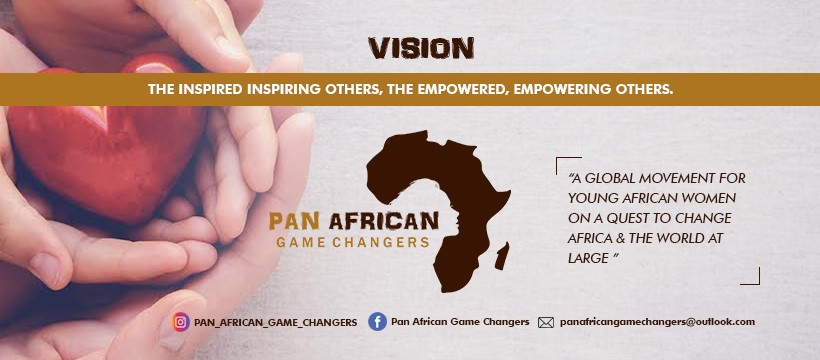 VISION
THE INSPIRED INSPIRING OTHERS, THE EMPOWERED, EMPOWERING OTHERS.
PAN AFRICAN
GAME CHANGERS
“A GLOBAL MOVEMENT FOR
YOUNG AFRICAN WOMEN
ON A QUEST TO CHANGE
AFRICA & THE WORLD AT
LARGE ”
PAN_AFRICAN_GAME_CHANGERS
Pan African Game Changers
panafricangamechangers@outlook.com